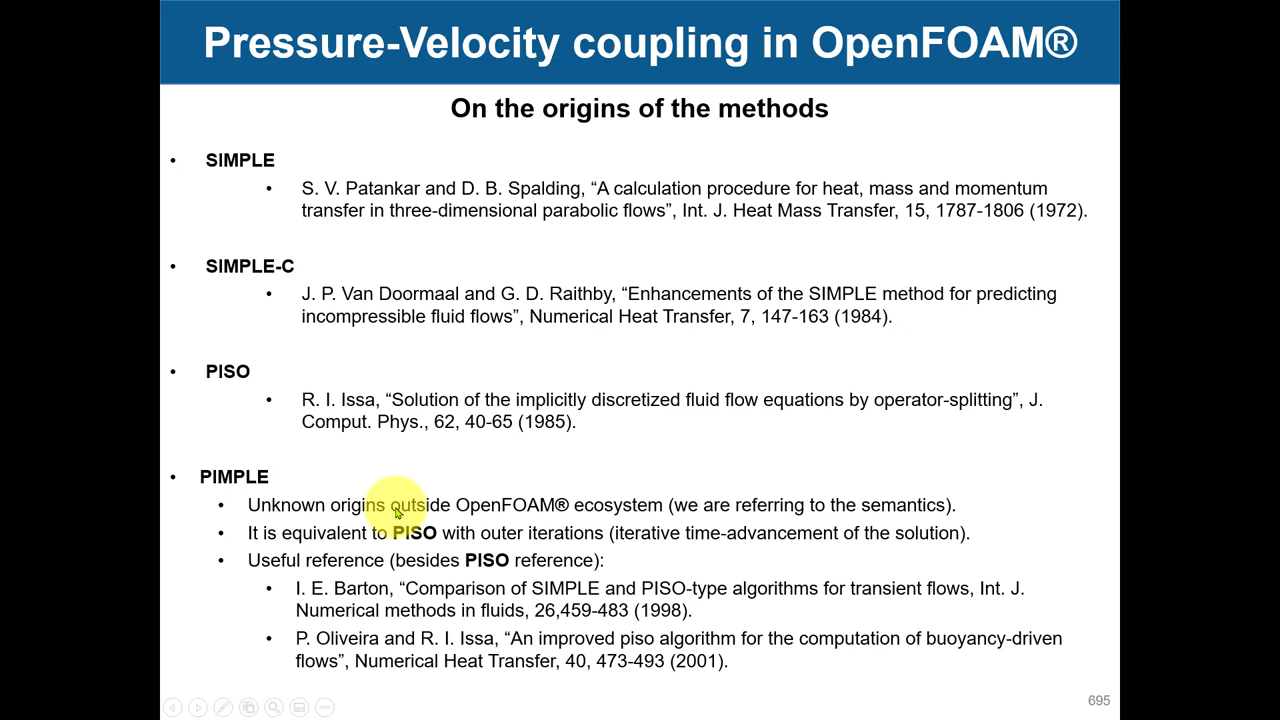 Pressure-Velocity coupling in OpenFOAM®
On the origins of the methods
• SIMPLE
• S. V. Patankar and D. B. Spalding, “A calculation procedure for heat, mass and momentum
transfer in three-dimensional parabolic flows”, Int. J. Heat Mass Transfer, 15, 1787-1806 (1972).
• SIMPLE-C
• J. P. Van Doormaal and G. D. Raithby, “Enhancements of the SIMPLE method for predicting
incompressible fluid flows”, Numerical Heat Transfer, 7, 147-163 (1984).
• PISO
• R. I. Issa, “Solution of the implicitly discretized fluid flow equations by operator-splitting”, J.
Comput. Phys., 62, 40-65 (1985).
• PIMPLE
• Unknown origins outside OpenFOAM® ecosystem (we are referring to the semantics).
• It is equivalent to PISO with outer iterations (iterative time-advancement of the solution).
• Useful reference (besides PISO reference):
• I. E. Barton, “Comparison of SIMPLE and PISO-type algorithms for transient flows, Int. J.
Numerical methods in fluids, 26,459-483 (1998).
• P. Oliveira and R. I. Issa, “An improved piso algorithm for the computation of buoyancy-driven
flows”, Numerical Heat Transfer, 40, 473-493 (2001).
695